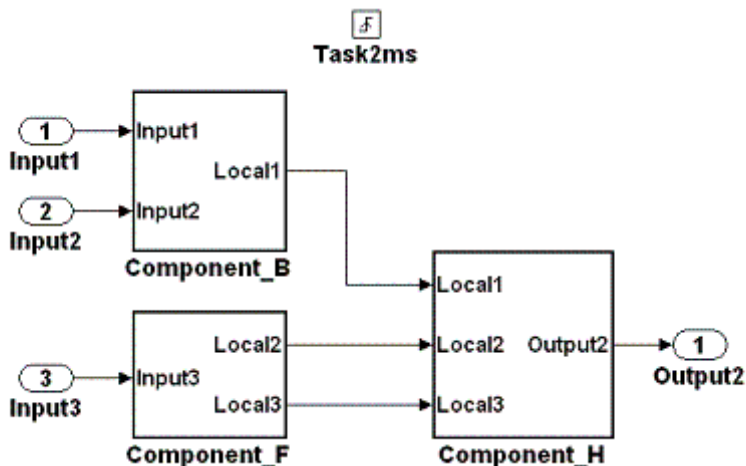 Task2ms
1
Input1
Input1
Local1
2
Input2
Input2
Component_B
Local1
Local2
Local2
Output2
1
Output2
3
Input3
Input3
Local3
Local3
Component_F
Component_H